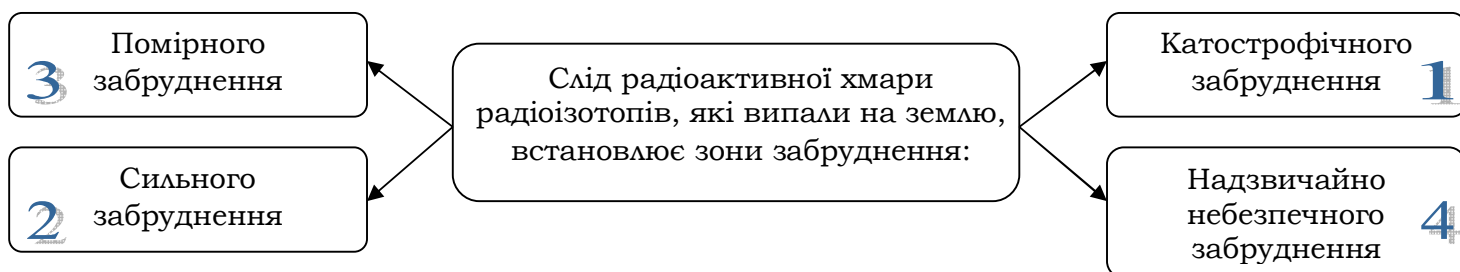 Помірного
забруднення
3
Сильного
забруднення
2
Слід радіоактивної хмари
радіоізотопів, які випали на землю,
встановлює зони забруднення:
Катострофічного
забруднення
1
Надзвичайно
небезпечного
забруднення
4